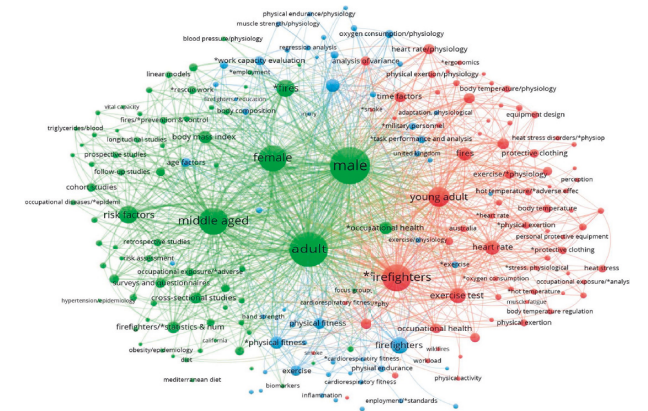 physical endurance/physiology
muscle strength/physiology
oxygen consumption/physiology
blood pressure/physiology
regression analysis
heart rate/physiology
*work capacity evaluation
analysis of variance
*ergonomics
linear models
*employment
physical exertion/physiology
*rescue work
*fires
body temperature/physiology
firefighters/education
time factors
vital capacity
body composition
*smoke
adaptation, physiological
equipment design
fires/*prevention & control
injury
*military personnel
triglycerides/blood
longitudinal studies
body mass index
*task performance and analysis
heat stress disorders/*physiop
prospective studies
female
united kingdom
fires
protective clothing
age factors
male
follow-up studies
exercise/*physiology
perception
cohort studies
hot temperature/*adverse effec
young adult
occupational diseases/*epidemi
body temperature
risk factors
middle aged
*heart rate
*physical exertion
*occupational health
australia
personal protective equipment
retrospective studies
exercise/physiology
adult
heart rate
*protective clothing
risk assessment
*exercise
*stress, physiological
heat stress
occupational exposure/*adverse
*firefighters
*oxygen consumption
occupational exposure/*analys
surveys and questionnaires
focus group
*hot temperature
hypertension/epidemiology
cross-sectional studies
cardiorespiratory fitness/*phy
exercise test
muscle fatigue
body temperature regulation
hand strength
physical fitness
physical exertion
firefighters/*statistics & num
occupational health
california
*physical fitness
firefighters
obesity/epidemiology
smoke
wildfires
diet
*cardiorespiratory fitness
workload
exercise
physical endurance
mediterranean diet
biomarkers
cardiorespiratory fitness
physical activity
inflammation
employment/*standards